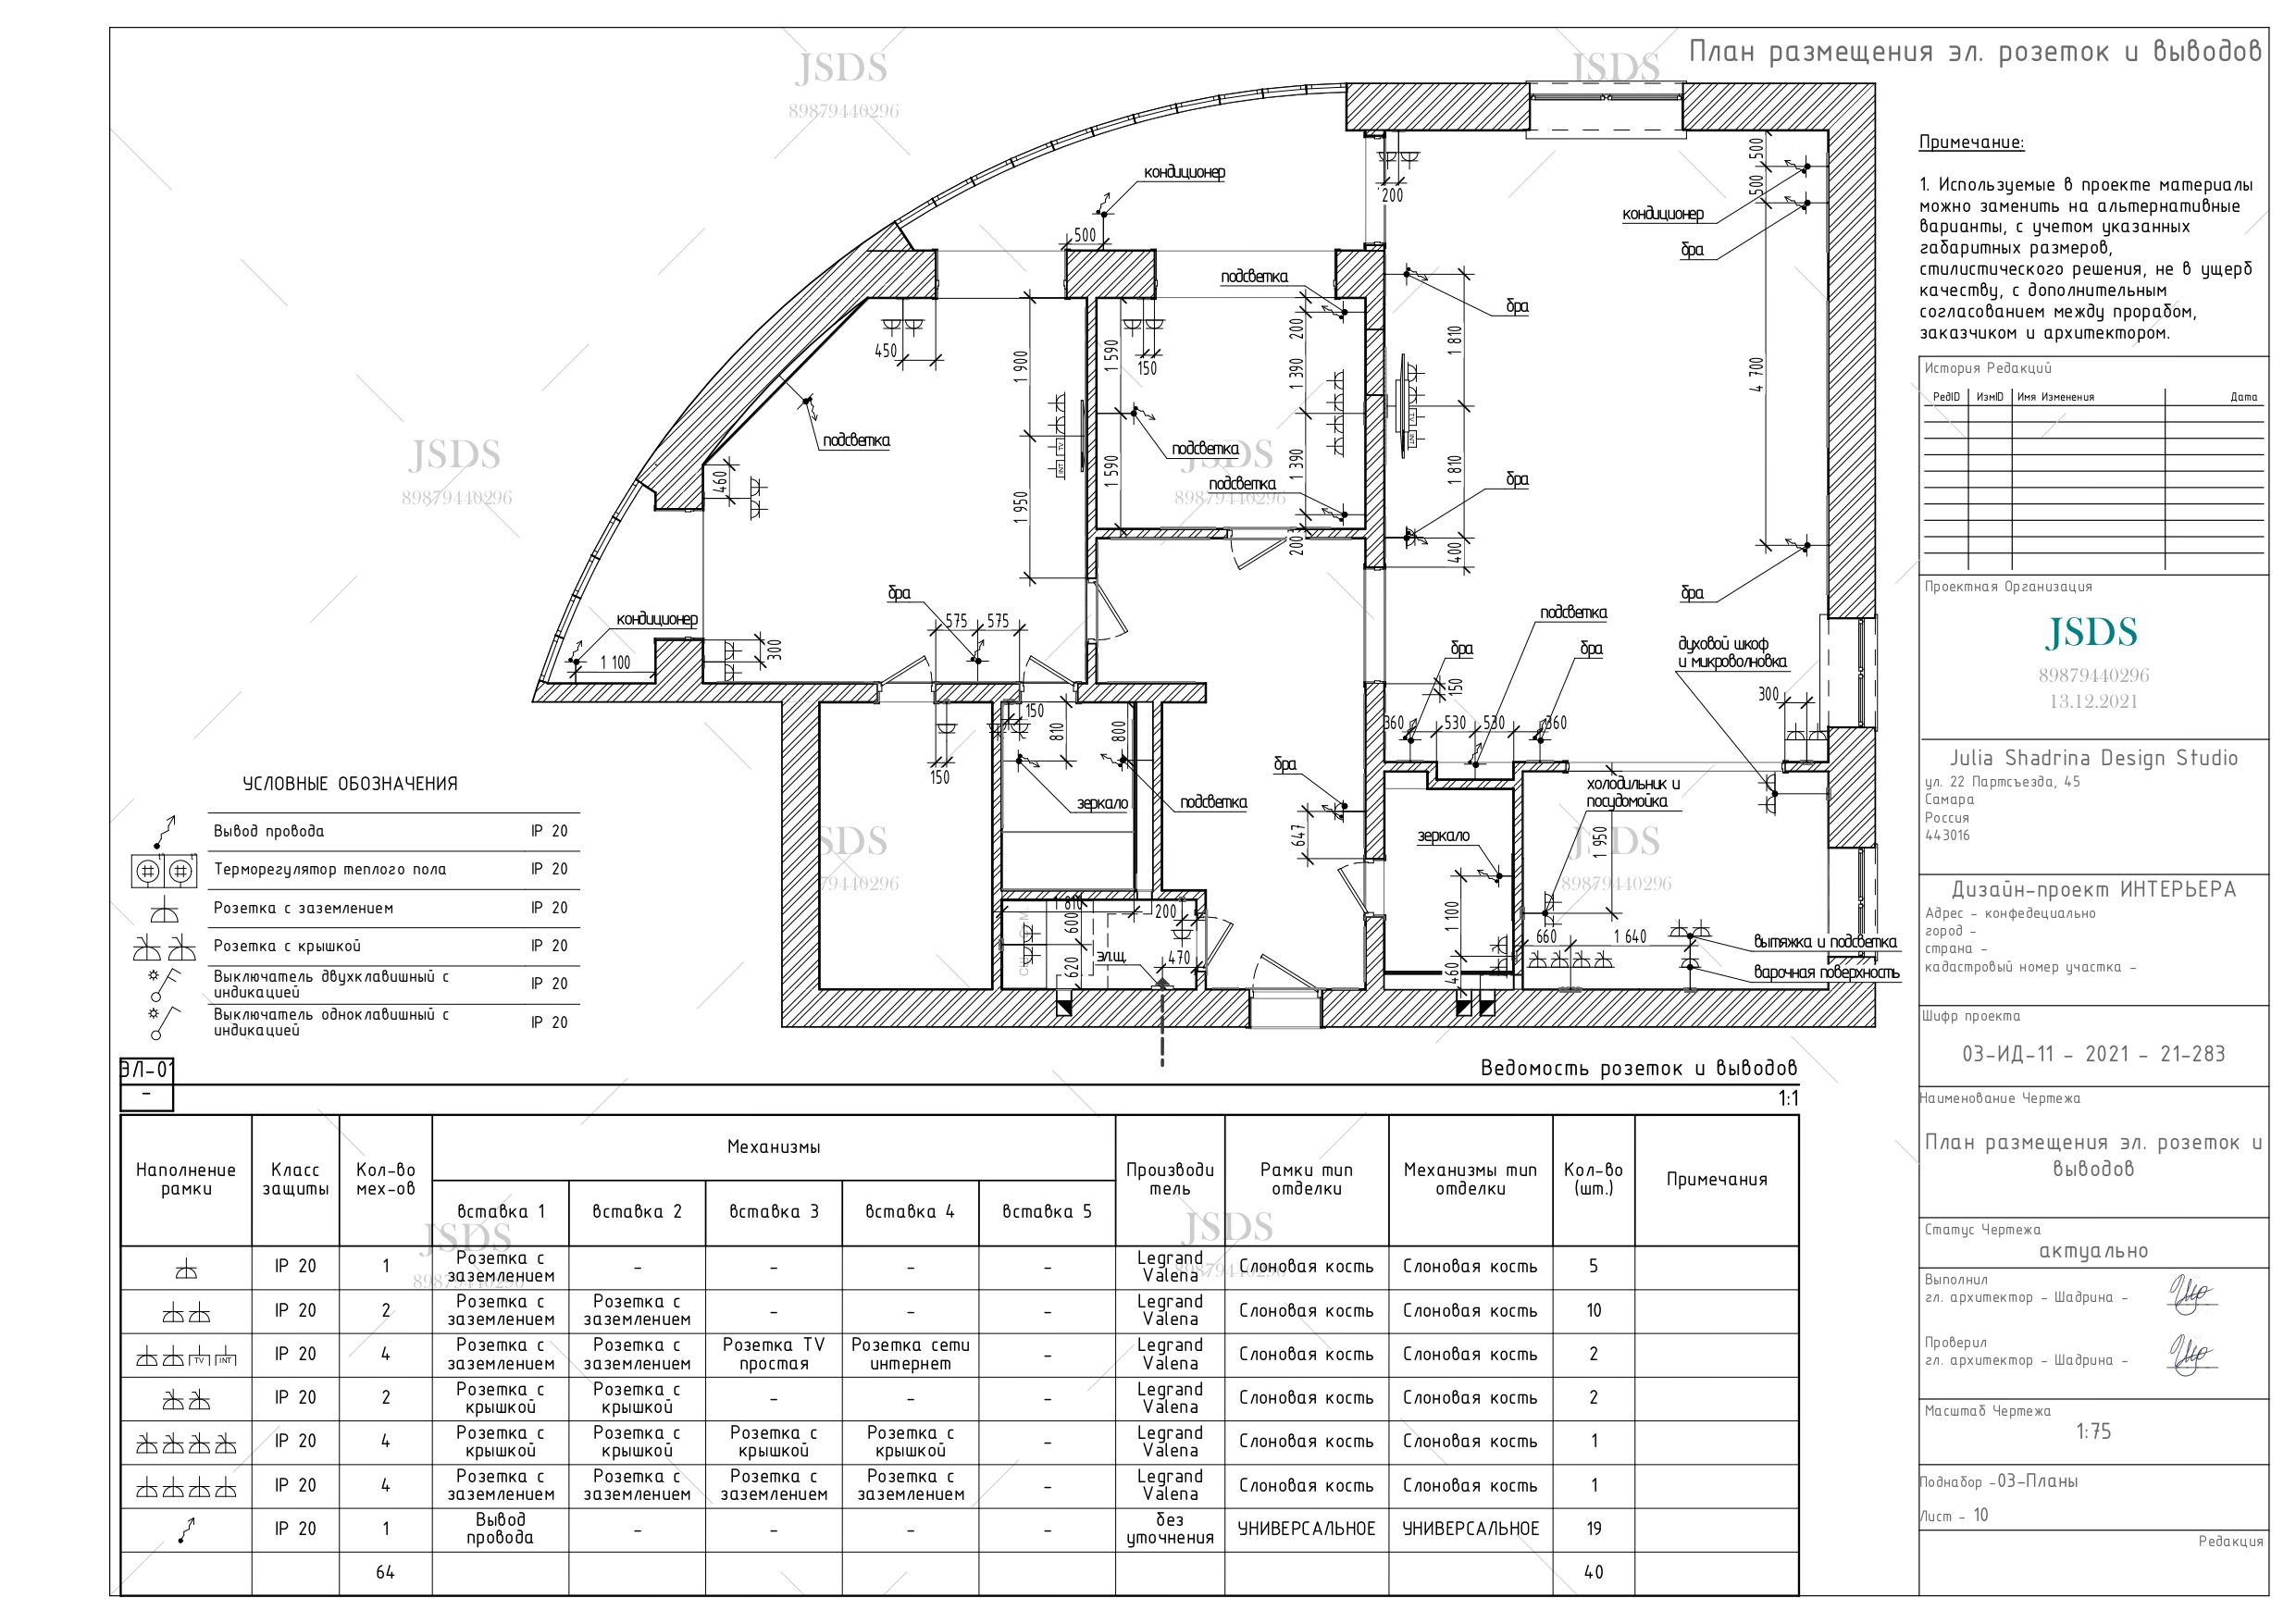 План размещения эл. розеток и выводов
JSDS
89879440296
JSDS
Примечание:
1. Используемые в проекте материалы
можно заменить на альтернативные
варианты, с учетом указанных
габаритных размеров,
стилистического решения, не в ущерб
качеству, с дополнительным
согласованием между прорабом,
заказчиком и архитектором.
История Редакций
РедID ИзмID Имя Изменения Дата
Проектная Организация
JSDS
89879440296
13.12.2021
Julia Shadrina Design Studio
ул. 22 Партсъезда, 45
Самара
Россия
443016
Дизайн-проект ИНТЕРЬЕРА
Адрес - конфедециально
город -
страна -
кадастровый номер участка -
Шифр проекта
03-ИД-11 - 2021 - 21-283
Наименование Чертежа
План размещения эл. розеток и
выводов
Статус Чертежа
актуально
Выполнил
гл. архитектор - Шадрина -
Проверил
гл. архитектор - Шадрина -
Масштаб Чертежа
1:75
Поднабор -03-Планы
Лист - 10
Редакция
кондиционер
500
200
500
500
кондиционер
бра
подсветка
бра
450
1 900
1 590
150
200
1 390
1 810
4 700
подсветка
TV
INT
подсветка
JSDS
89879440296
JSDS
89879440296
460
1 950
1 590
подсветка
1 390
TV
INT
1 810
бра
200
400
бра
575
575
кондиционер
1 100
300
бра
подсветка
бра
бра
150
духовой шкоф
и микроволновка
300
360
530
530
360
150
810
800
150
зеркало
подсветка
бра
647
холодильник и
посудомойка
1 950
зеркало
JSDS
89879440296
1 810
200
600
620
эл.щ.
470
1 100
460
660
1 640
вытяжка и подсветка
варочная поверхность
УСЛОВНЫЕ ОБОЗНАЧЕНИЯ
Вывод провода IP 20
Терморегулятор теплого пола IP 20
Розетка с заземлением IP 20
Розетка с крышкой IP 20
Выключатель двухклавишный с
индикацией IP 20
Выключатель одноклавишный с
индикацией IP 20
ЭЛ-01
-
Ведомость розеток и выводов
1:1
Наполнение рамки Класс защиты Кол-во мех-ов Механизмы Производи тель Рамки тип отделки Механизмы тип отделки Кол-во (шт.) Примечания
вставка 1 вставка 2 вставка 3 вставка 4 вставка 5
JSDS
89879440296
JSDS
89879440296
IP 20 1 Розетка с заземлением - - - - Legrand Valena Слоновая кость Слоновая кость 5
IP 20 2 Розетка с заземлением Розетка с заземлением - - - Legrand Valena Слоновая кость Слоновая кость 10
TV INT IP 20 4 Розетка с заземлением Розетка с заземлением Розетка TV простая Розетка сети интернет - Legrand Valena Слоновая кость Слоновая кость 2
IP 20 2 Розетка с крышкой Розетка с крышкой - - - Legrand Valena Слоновая кость Слоновая кость 2
IP 20 4 Розетка с крышкой Розетка с крышкой Розетка с крышкой Розетка с крышкой - Legrand Valena Слоновая кость Слоновая кость 1
IP 20 4 Розетка с заземлением Розетка с заземлением Розетка с заземлением Розетка с заземлением - Legrand Valena Слоновая кость Слоновая кость 1
IP 20 1 Вывод провода - - - - без уточнения УНИВЕРСАЛЬНОЕ УНИВЕРСАЛЬНОЕ 19
64 40